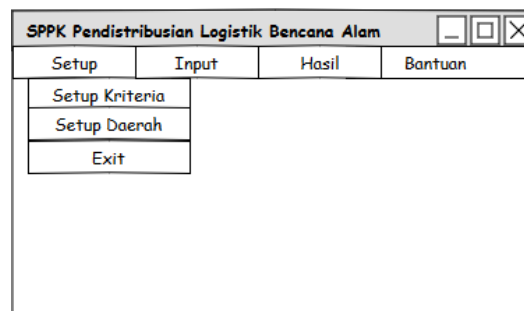 SPPK Pendistribusian Logistik Bencana Alam
Setup Input Hasil Bantuan
Setup Kriteria
Setup Daerah
Exit